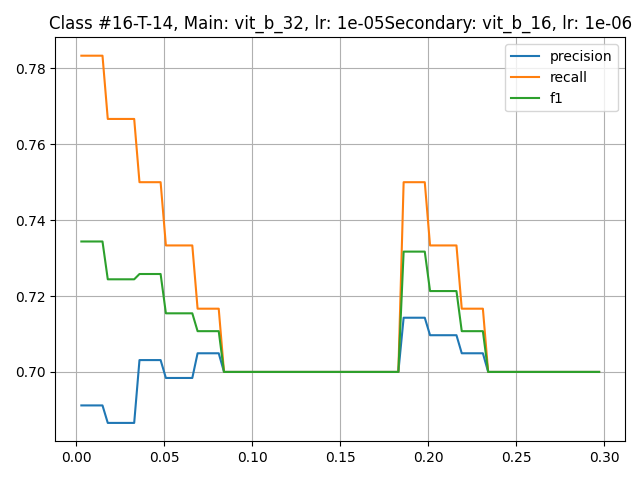 Class #16-T-14, Main: vit_b_32, lr: 1e-05Secondary: vit_b_16, lr: 1e-06
precision
recall
f1
0.78
0.76
0.74
0.72
0.70
0.00 0.05 0.10 0.15 0.20 0.25 0.30